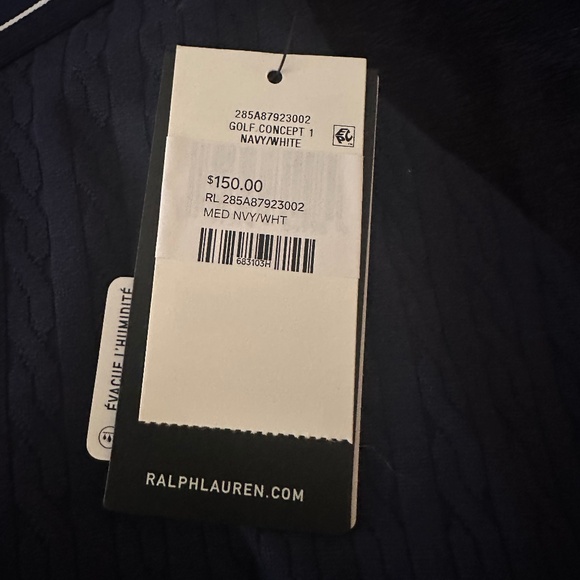 285A87923002
GOLF CONCEPT 1
NAVY/WHITE
$150.00
RL 285A87923002
MED NVY/WHT
683103H
ÉVACUE L'HUMIDITÉ
RALPHLAUREN.COM